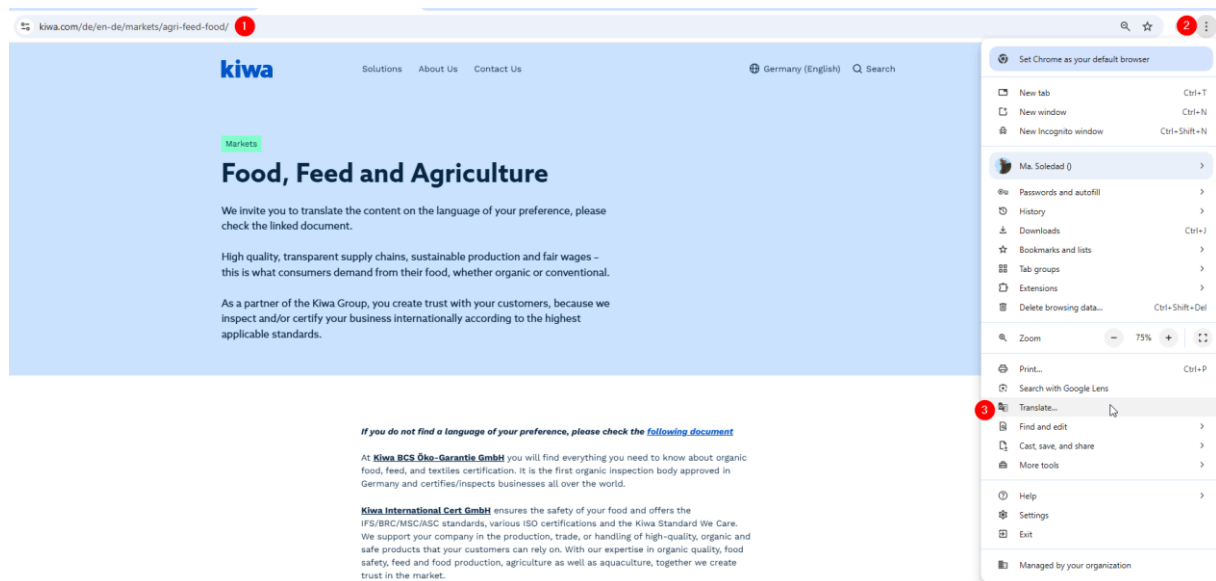 kiwa.com/de/en-de/markets/agri-feed-food/ 1
2
kiwa Solutions About Us Contact Us Germany (English) Search
Markets
Food, Feed and Agriculture
We invite you to translate the content on the language of your preference, please
check the linked document.
High quality, transparent supply chains, sustainable production and fair wages –
this is what consumers demand from their food, whether organic or conventional.
As a partner of the Kiwa Group, you create trust with your customers, because we
inspect and/or certify your business internationally according to the highest
applicable standards.
If you do not find a language of your preference, please check the following document
At Kiwa BCS Öko-Garantie GmbH you will find everything you need to know about organic
food, feed, and textiles certification. It is the first organic inspection body approved in
Germany and certifies/inspects businesses all over the world.
Kiwa International Cert GmbH ensures the safety of your food and offers the
IFS/BRC/MSC/ASC standards, various ISO certifications and the Kiwa Standard We Care.
We support your company in the production, trade, or handling of high-quality, organic and
safe products that your customers can rely on. With our expertise in organic quality, food
safety, feed and food production, agriculture as well as aquaculture, together we create
trust in the market.
Set Chrome as your default browser
New tab Ctrl+T
New window Ctrl+N
New Incognito window Ctrl+Shift+N
Ma. Soledad ()
Passwords and autofill
History
Downloads Ctrl+J
Bookmarks and lists
Tab groups
Extensions
Delete browsing data... Ctrl+Shift+Del
Zoom − 75% +
Print... Ctrl+P
Search with Google Lens
3 Translate...
Find and edit
Cast, save, and share
More tools
Help
Settings
Exit
Managed by your organization